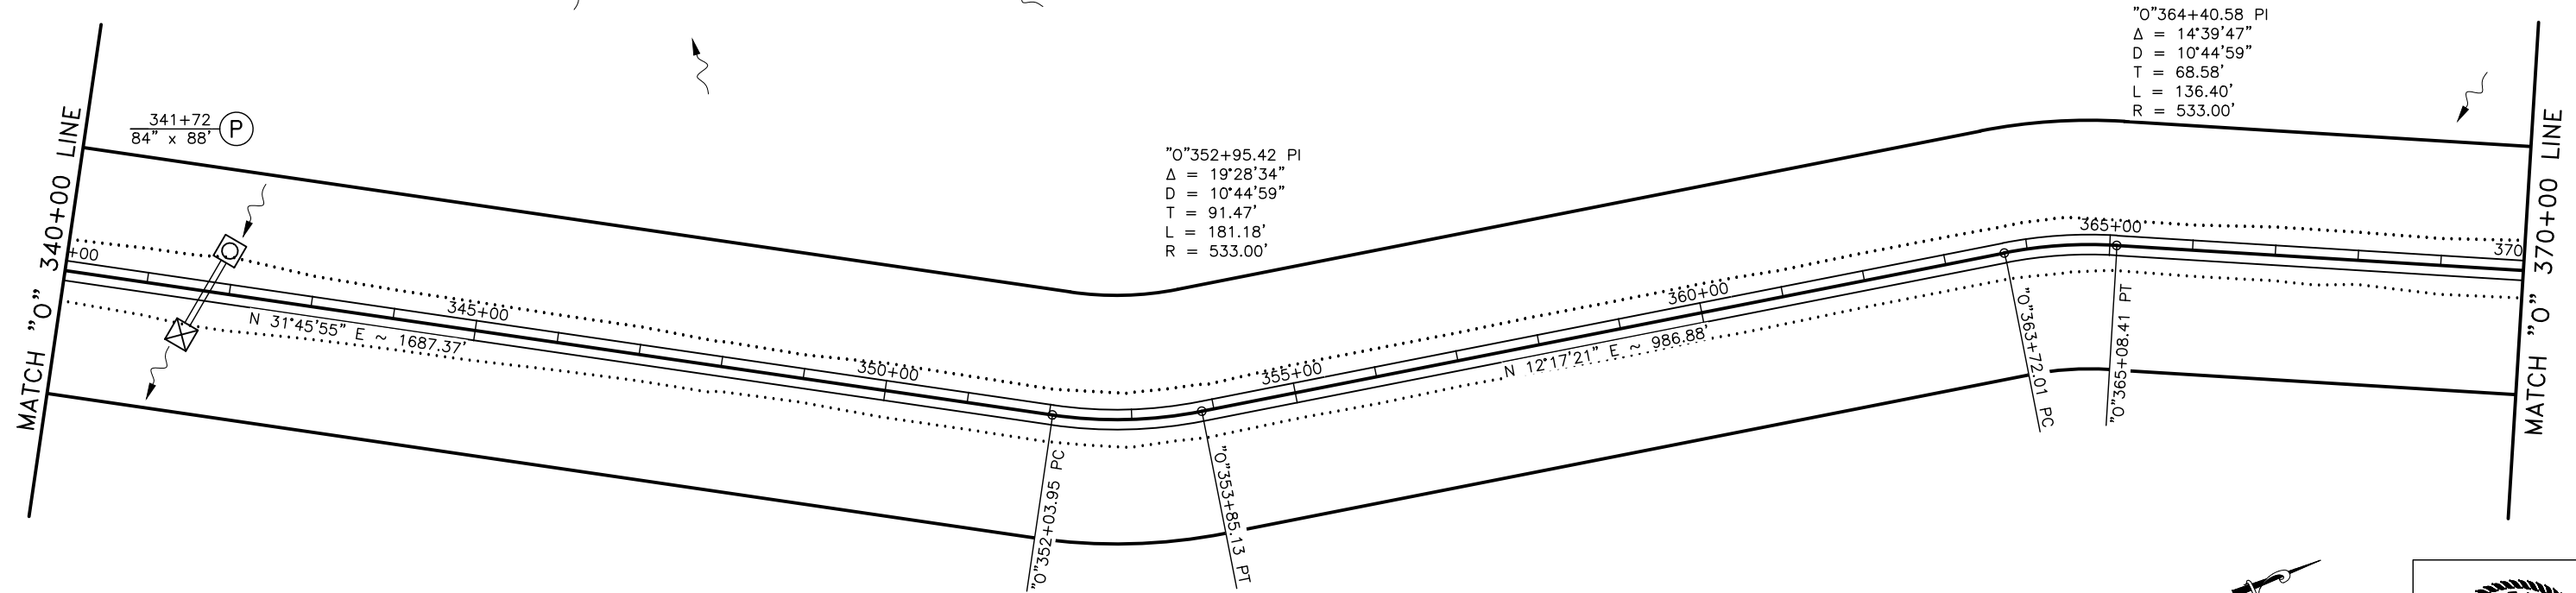 "O"364+40.58 PI
Δ = 14°39'47"
D = 10°44'59"
T = 68.58'
L = 136.40'
R = 533.00'
341+72
84" x 88'
P
"O"352+95.42 PI
Δ = 19°28'34"
D = 10°44'59"
T = 91.47'
L = 181.18'
R = 533.00'
MATCH "O" 340+00 LINE
+00
345+00
350+00
355+00
360+00
365+00
370
N 31°45'55" E ~ 1687.37'
N 12°17'21" E ~ 986.88'
"O"352+03.95 PC
"O"353+85.13 PT
"O"363+72.01 PC
"O"365+08.41 PT
MATCH "O" 370+00 LINE